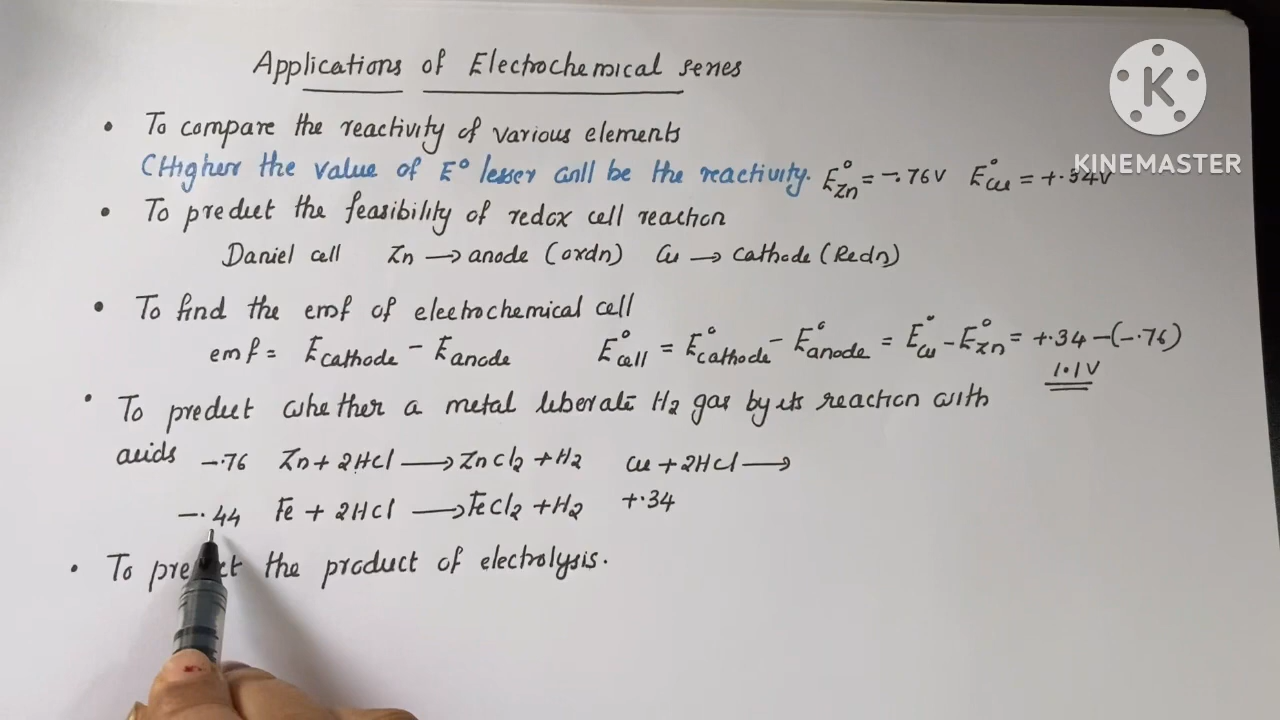 Applications of Electrochemical series
K
KINEMASTER
• To compare the reactivity of various elements
(Higher the value of E° lesser will be the reactivity. E°Zn = -.76V E°Cu = +.34V
• To predict the feasibility of redox cell reaction
Daniel cell Zn → anode (oxdn) Cu → cathode (Redn)
• To find the emf of electrochemical cell
emf = Ecathode - Eanode E°cell = E°cathode - E°anode = E°Cu - E°Zn = +.34 -(-.76)
1.1V
• To predict whether a metal liberate H2 gas by its reaction with
acids -.76 Zn + 2HCl → ZnCl2 + H2 Cu + 2HCl →
-.44 Fe + 2HCl → FeCl2 + H2 +.34
• To the product of electrolysis.